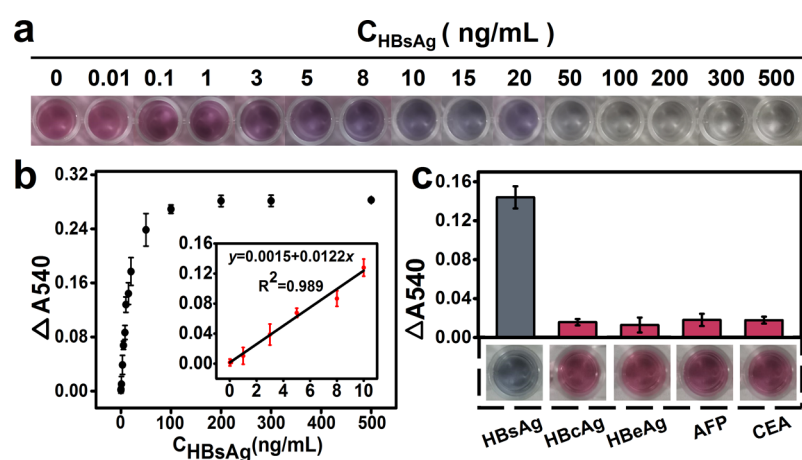 a
C_HBsAg ( ng/mL )
0 0.01 0.1 1 3 5 8 10 15 20 50 100 200 300 500
b
△A540
0.32
0.24
0.16
0.08
0.00
0 100 200 300 400 500
C_HBsAg(ng/mL)
0.16
0.12
0.08
0.04
0.00
y=0.0015+0.0122x
R²=0.989
0 2 4 6 8 10
c
△A540
0.16
0.12
0.08
0.04
0.00
HBsAg HBcAg HBeAg AFP CEA